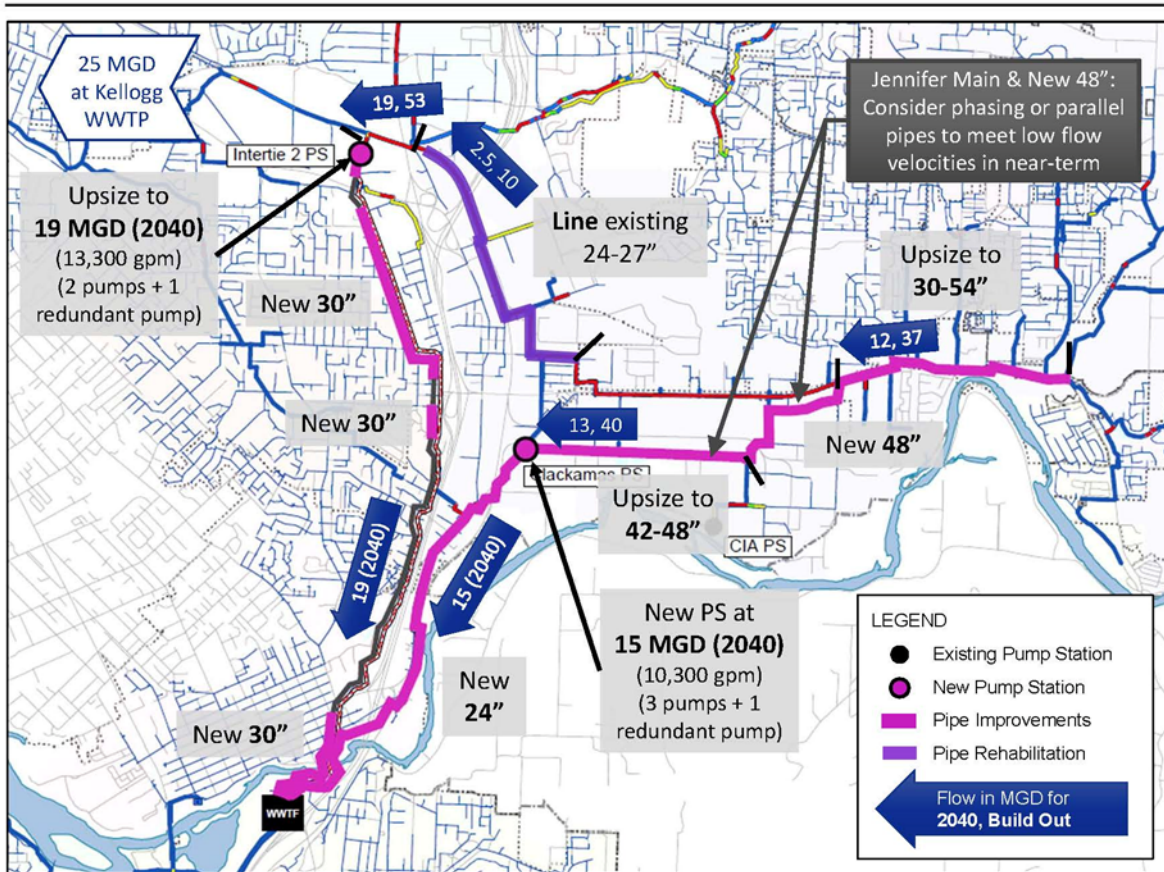 25 MGD
at Kellogg
WWTP
19, 53
Intertie 2 PS
2.5, 10
Jennifer Main & New 48”:
Consider phasing or parallel
pipes to meet low flow
velocities in near-term
Upsize to
19 MGD (2040)
(13,300 gpm)
(2 pumps + 1
redundant pump)
Line existing
24-27”
Upsize to
30-54”
New 30”
12, 37
New 30”
13, 40
New 48”
Clackamas PS
Upsize to
42-48”
CIA PS
19 (2040)
15 (2040)
New PS at
15 MGD (2040)
(10,300 gpm)
(3 pumps + 1
redundant pump)
New
24”
New 30”
WWTF
LEGEND
Existing Pump Station
New Pump Station
Pipe Improvements
Pipe Rehabilitation
Flow in MGD for
2040, Build Out